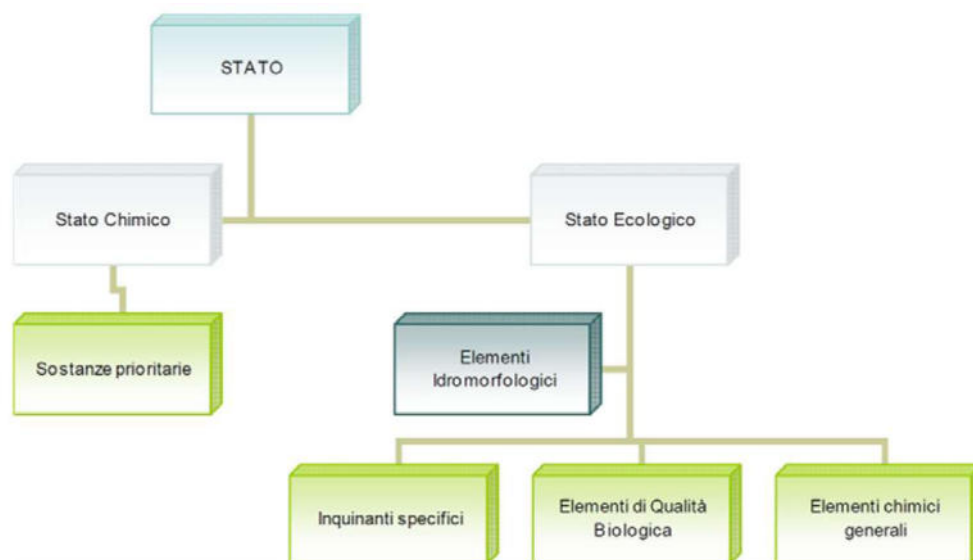 STATO
Stato Chimico
Stato Ecologico
Sostanze prioritarie
Elementi
Idromorfologici
Inquinanti specifici
Elementi di Qualità
Biologica
Elementi chimici
generali